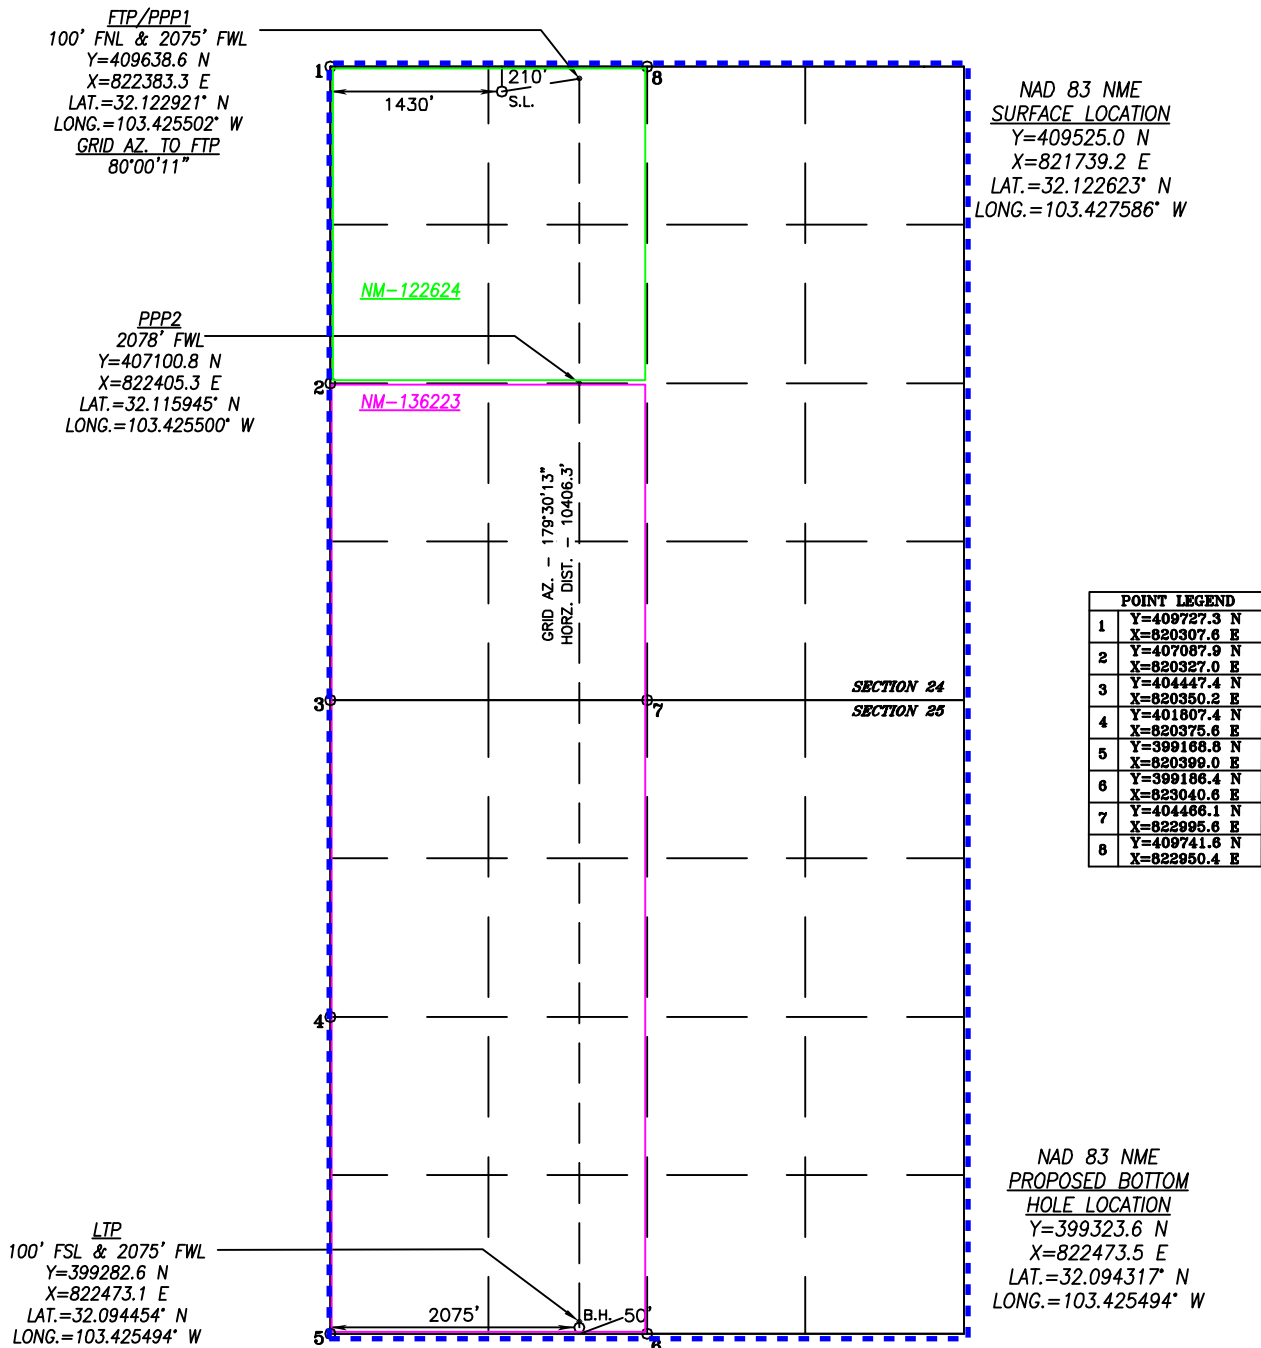 FTP/PPP1
100' FNL & 2075' FWL
Y=409638.6 N
X=822383.3 E
LAT.=32.122921° N
LONG.=103.425502° W
GRID AZ. TO FTP
80°00'11"
1
8
210'
1430'
S.L.
NAD 83 NME
SURFACE LOCATION
Y=409525.0 N
X=821739.2 E
LAT.=32.122623° N
LONG.=103.427586° W
NM-122624
PPP2
2078' FWL
Y=407100.8 N
X=822405.3 E
LAT.=32.115945° N
LONG.=103.425500° W
2
NM-136223
GRID AZ. - 179°30'13"
HORZ. DIST. - 10406.3'
3
7
SECTION 24
SECTION 25
POINT LEGEND
1 Y=409727.3 N
X=820307.6 E
2 Y=407087.9 N
X=820327.0 E
3 Y=404447.4 N
X=820350.2 E
4 Y=401807.4 N
X=820375.6 E
5 Y=399168.8 N
X=820399.0 E
6 Y=399186.4 N
X=823040.6 E
7 Y=404466.1 N
X=822995.6 E
8 Y=409741.6 N
X=822950.4 E
4
NAD 83 NME
PROPOSED BOTTOM
HOLE LOCATION
Y=399323.6 N
X=822473.5 E
LAT.=32.094317° N
LONG.=103.425494° W
LTP
100' FSL & 2075' FWL
Y=399282.6 N
X=822473.1 E
LAT.=32.094454° N
LONG.=103.425494° W
2075'
B.H.
50'
5
6